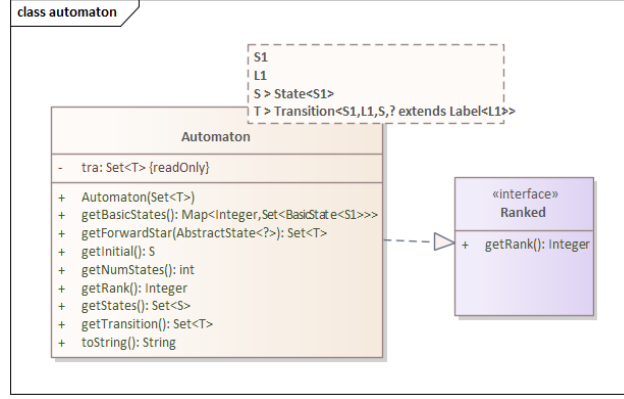 class automaton
S1
L1
S > State<S1>
T > Transition<S1,L1,S,? extends Label<L1>>
Automaton
- tra: Set<T> {readOnly}
+ Automaton(Set<T>)
+ getBasicStates(): Map<Integer,Set<BasicState<S1>>>
+ getForwardStar(AbstractState<?>): Set<T>
+ getInitial(): S
+ getNumStates(): int
+ getRank(): Integer
+ getStates(): Set<S>
+ getTransition(): Set<T>
+ toString(): String
«interface»
Ranked
+ getRank(): Integer